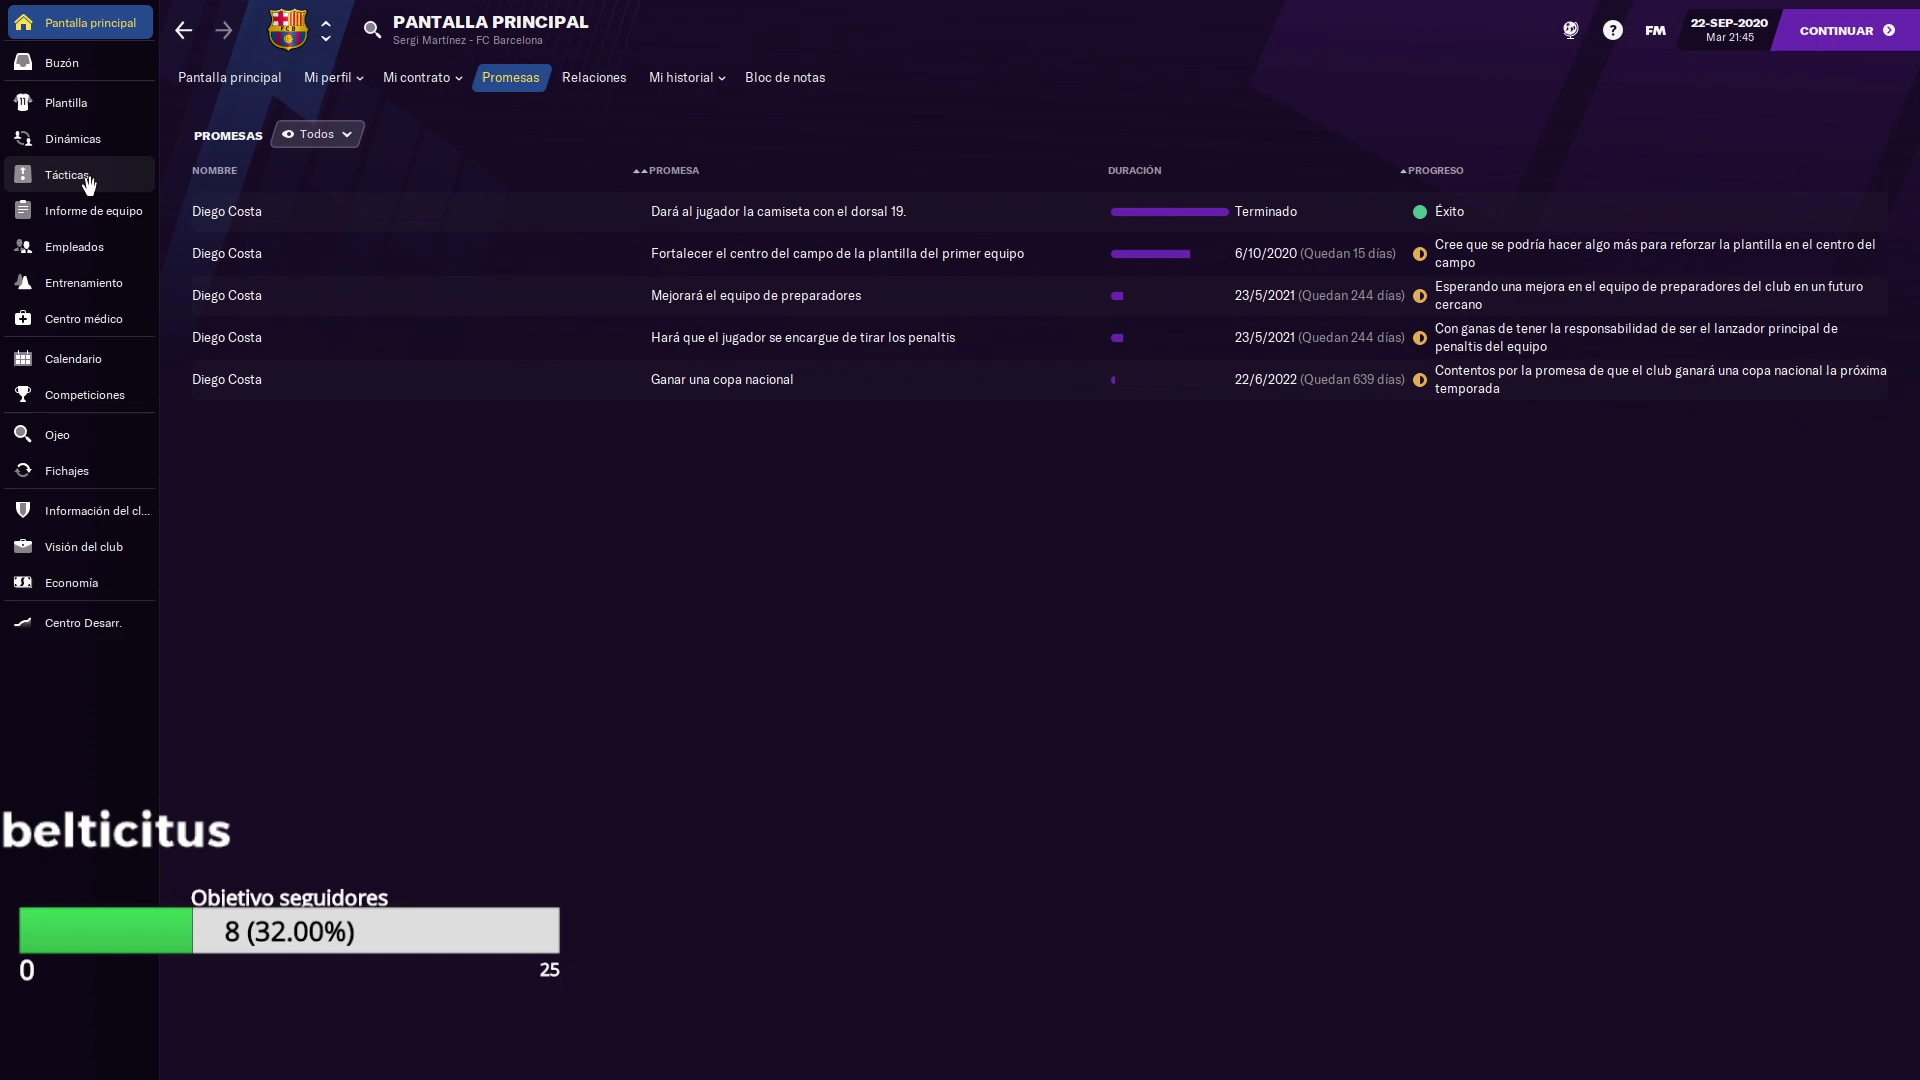 Pantalla principal
Buzón
Plantilla
Dinámicas
Tácticas
Informe de equipo
Empleados
Entrenamiento
Centro médico
Calendario
Competiciones
Ojeo
Fichajes
Información del cl...
Visión del club
Economía
Centro Desarr.
PANTALLA PRINCIPAL
Sergi Martínez - FC Barcelona
FM
22-SEP-2020
Mar 21:45
CONTINUAR
Pantalla principal Mi perfil Mi contrato Promesas Relaciones Mi historial Bloc de notas
PROMESAS Todos
NOMBRE PROMESA DURACIÓN PROGRESO
Diego Costa Dará al jugador la camiseta con el dorsal 19. Terminado Éxito
Diego Costa Fortalecer el centro del campo de la plantilla del primer equipo 6/10/2020 (Quedan 15 días) Cree que se podría hacer algo más para reforzar la plantilla en el centro del
campo
Diego Costa Mejorará el equipo de preparadores 23/5/2021 (Quedan 244 días) Esperando una mejora en el equipo de preparadores del club en un futuro
cercano
Diego Costa Hará que el jugador se encargue de tirar los penaltis 23/5/2021 (Quedan 244 días) Con ganas de tener la responsabilidad de ser el lanzador principal de
penaltis del equipo
Diego Costa Ganar una copa nacional 22/6/2022 (Quedan 639 días) Contentos por la promesa de que el club ganará una copa nacional la próxima
temporada
belticitus
Objetivo seguidores
8 (32.00%)
0 25